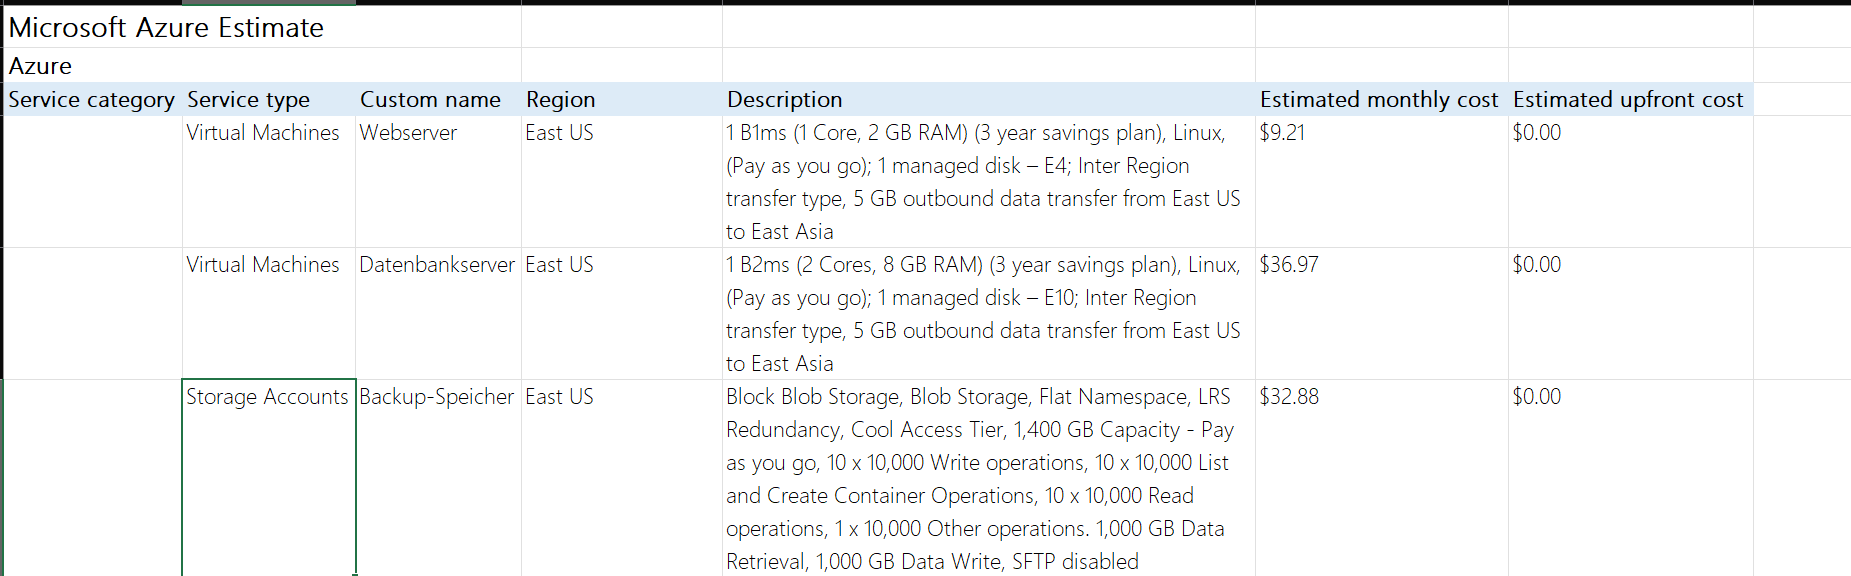 Microsoft Azure Estimate
Azure
Service category Service type Custom name Region Description Estimated monthly cost Estimated upfront cost
Virtual Machines Webserver East US 1 B1ms (1 Core, 2 GB RAM) (3 year savings plan), Linux, $9.21 $0.00
(Pay as you go); 1 managed disk – E4; Inter Region
transfer type, 5 GB outbound data transfer from East US
to East Asia
Virtual Machines Datenbankserver East US 1 B2ms (2 Cores, 8 GB RAM) (3 year savings plan), Linux, $36.97 $0.00
(Pay as you go); 1 managed disk – E10; Inter Region
transfer type, 5 GB outbound data transfer from East US
to East Asia
Storage Accounts Backup-Speicher East US Block Blob Storage, Blob Storage, Flat Namespace, LRS $32.88 $0.00
Redundancy, Cool Access Tier, 1,400 GB Capacity - Pay
as you go, 10 x 10,000 Write operations, 10 x 10,000 List
and Create Container Operations, 10 x 10,000 Read
operations, 1 x 10,000 Other operations. 1,000 GB Data
Retrieval, 1,000 GB Data Write, SFTP disabled